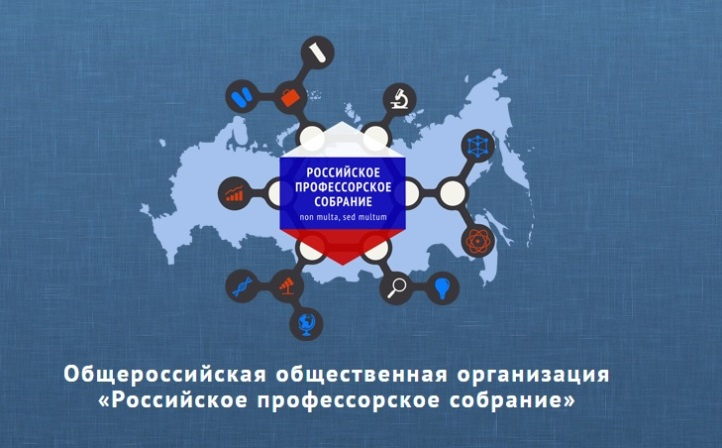 РОССИЙСКОЕ
ПРОФЕССОРСКОЕ
СОБРАНИЕ
non multa, sed multum
Общероссийская общественная организация
«Российское профессорское собрание»